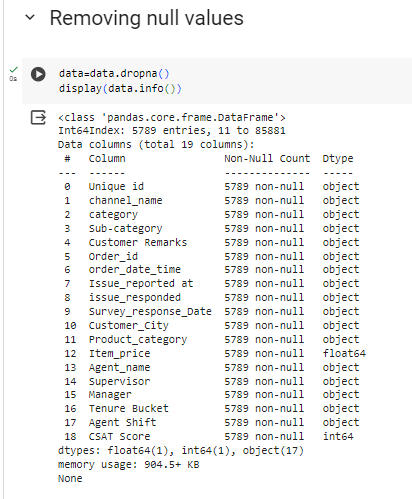 Removing null values
0s
data=data.dropna()
display(data.info())
<class 'pandas.core.frame.DataFrame'>
Int64Index: 5789 entries, 11 to 85881
Data columns (total 19 columns):
 #   Column                Non-Null Count  Dtype
---  ------                --------------  -----
 0   Unique id             5789 non-null   object
 1   channel_name          5789 non-null   object
 2   category              5789 non-null   object
 3   Sub-category          5789 non-null   object
 4   Customer Remarks      5789 non-null   object
 5   Order_id              5789 non-null   object
 6   order_date_time       5789 non-null   object
 7   Issue_reported at     5789 non-null   object
 8   issue_responded       5789 non-null   object
 9   Survey_response_Date  5789 non-null   object
 10  Customer_City         5789 non-null   object
 11  Product_category      5789 non-null   object
 12  Item_price            5789 non-null   float64
 13  Agent_name            5789 non-null   object
 14  Supervisor            5789 non-null   object
 15  Manager               5789 non-null   object
 16  Tenure Bucket         5789 non-null   object
 17  Agent Shift           5789 non-null   object
 18  CSAT Score            5789 non-null   int64
dtypes: float64(1), int64(1), object(17)
memory usage: 904.5+ KB
None